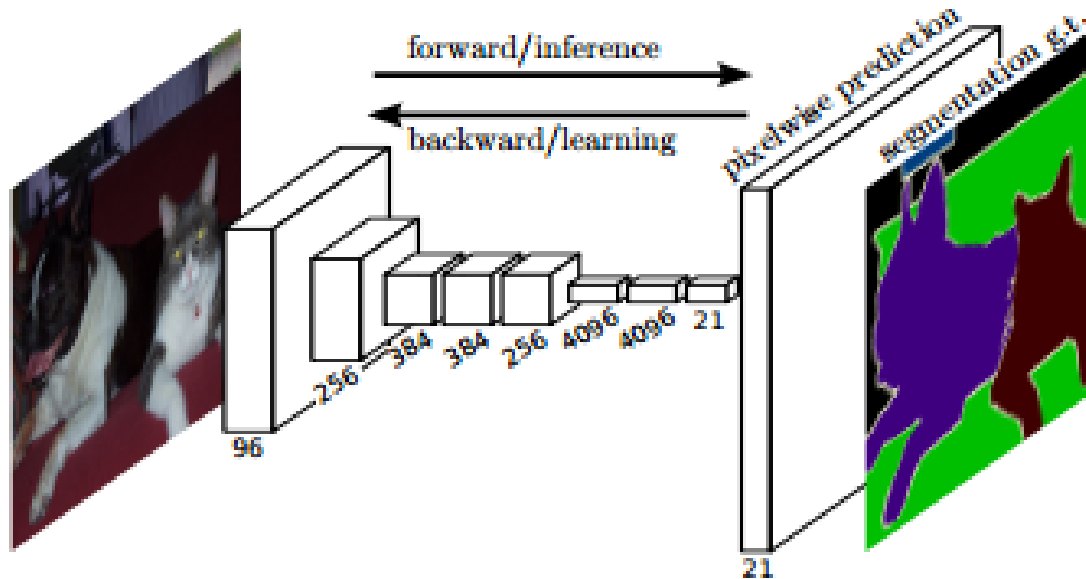 forward/inference
backward/learning
pixelwise prediction
segmentation g.t.
96
256
384
384
256
4096
4096
21
21